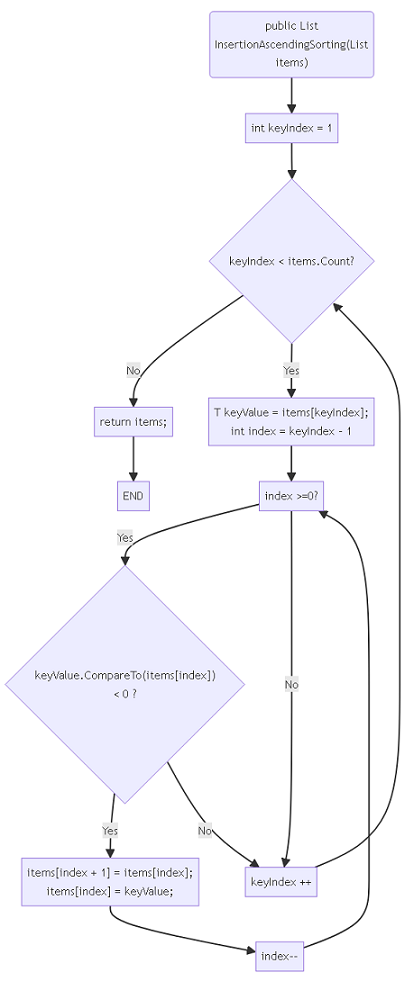 public List
InsertionAscendingSorting(List
items)
int keyIndex = 1
keyIndex < items.Count?
No
Yes
return items;
T keyValue = items[keyIndex];
int index = keyIndex - 1
END
index >=0?
Yes
keyValue.CompareTo(items[index])
< 0 ?
No
Yes
No
items[index + 1] = items[index];
items[index] = keyValue;
keyIndex ++
index--